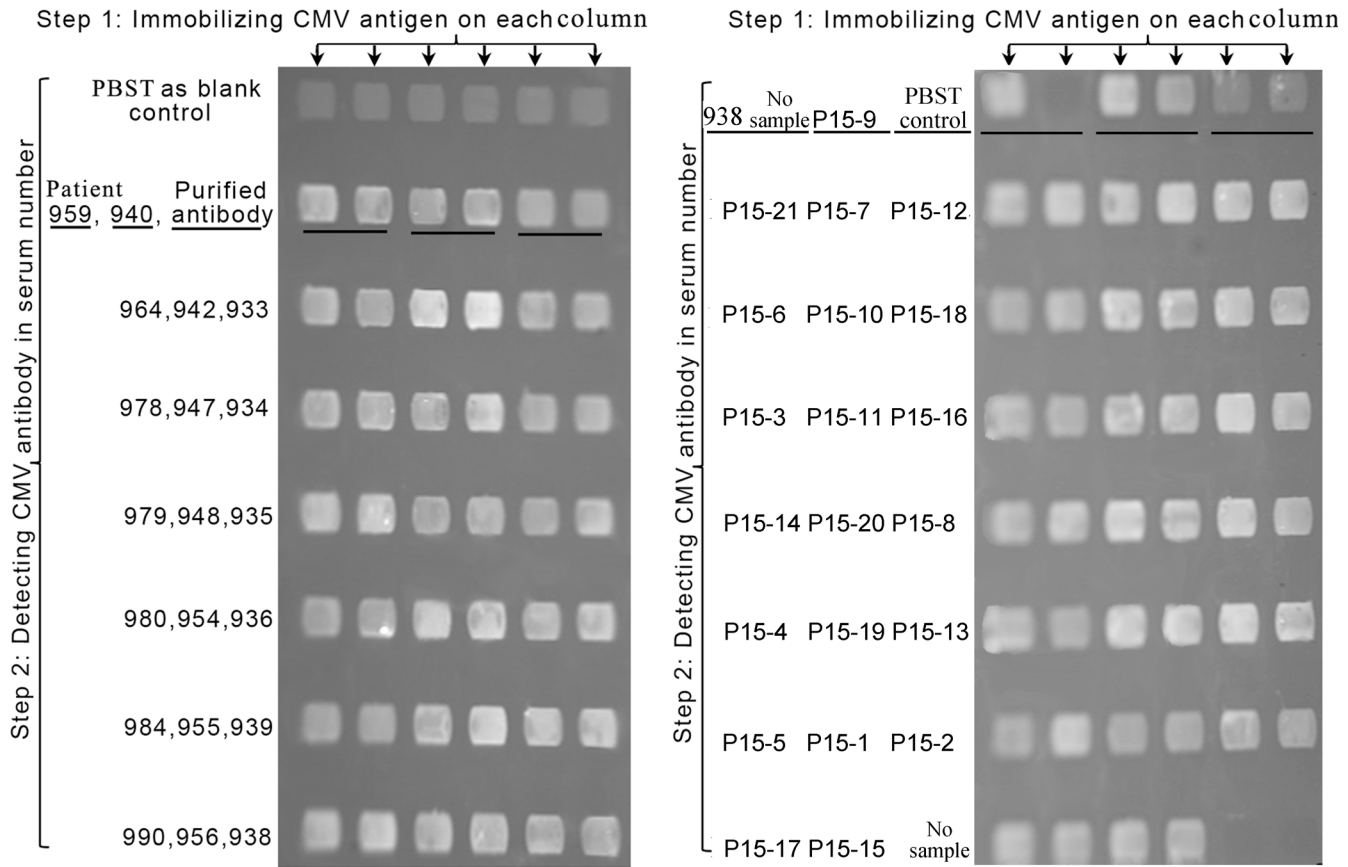 Step 1: Immobilizing CMV antigen on each column
Step 2: Detecting CMV antibody in serum number
PBST as blank
control
Patient
959, 940,
Purified
antibody
964,942,933
978,947,934
979,948,935
980,954,936
984,955,939
990,956,938
Step 1: Immobilizing CMV antigen on each column
Step 2: Detecting CMV antibody in serum number
938
No
sample
P15-9
PBST
control
P15-21 P15-7 P15-12
P15-6 P15-10 P15-18
P15-3 P15-11 P15-16
P15-14 P15-20 P15-8
P15-4 P15-19 P15-13
P15-5 P15-1 P15-2
P15-17 P15-15
No
sample